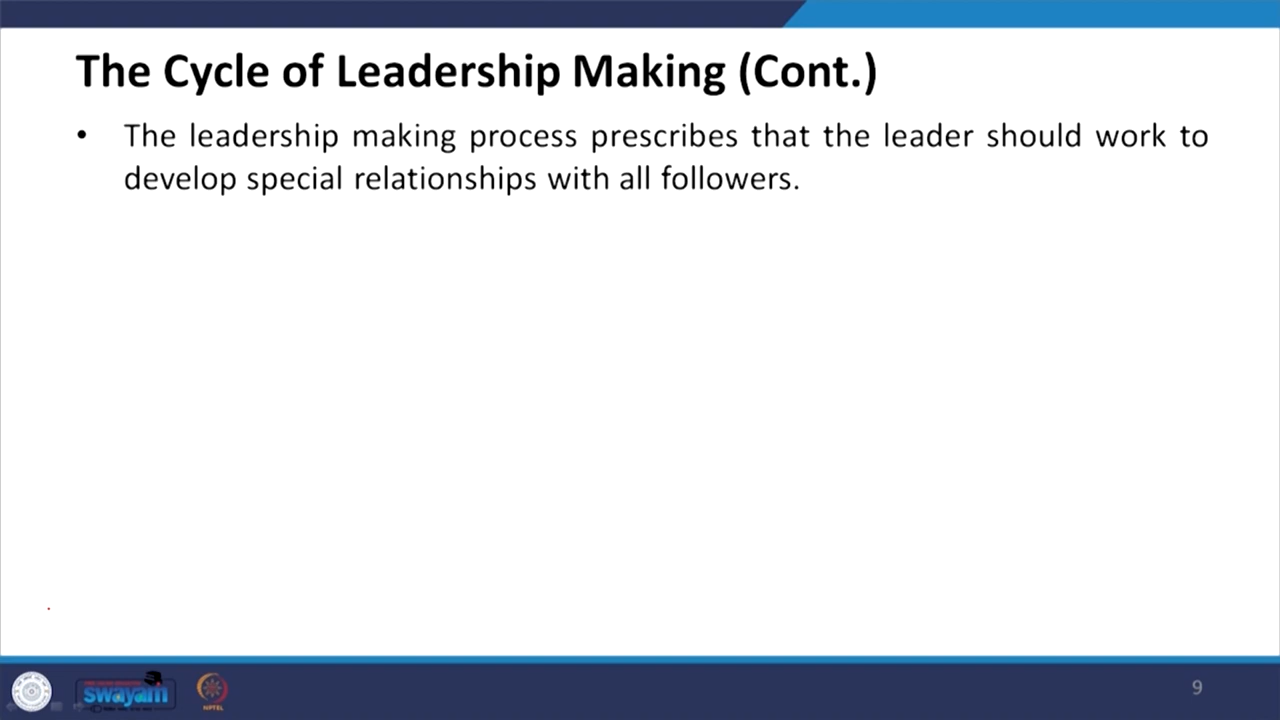 The Cycle of Leadership Making (Cont.)
• The leadership making process prescribes that the leader should work to
develop special relationships with all followers.
swayam
NPTEL
9